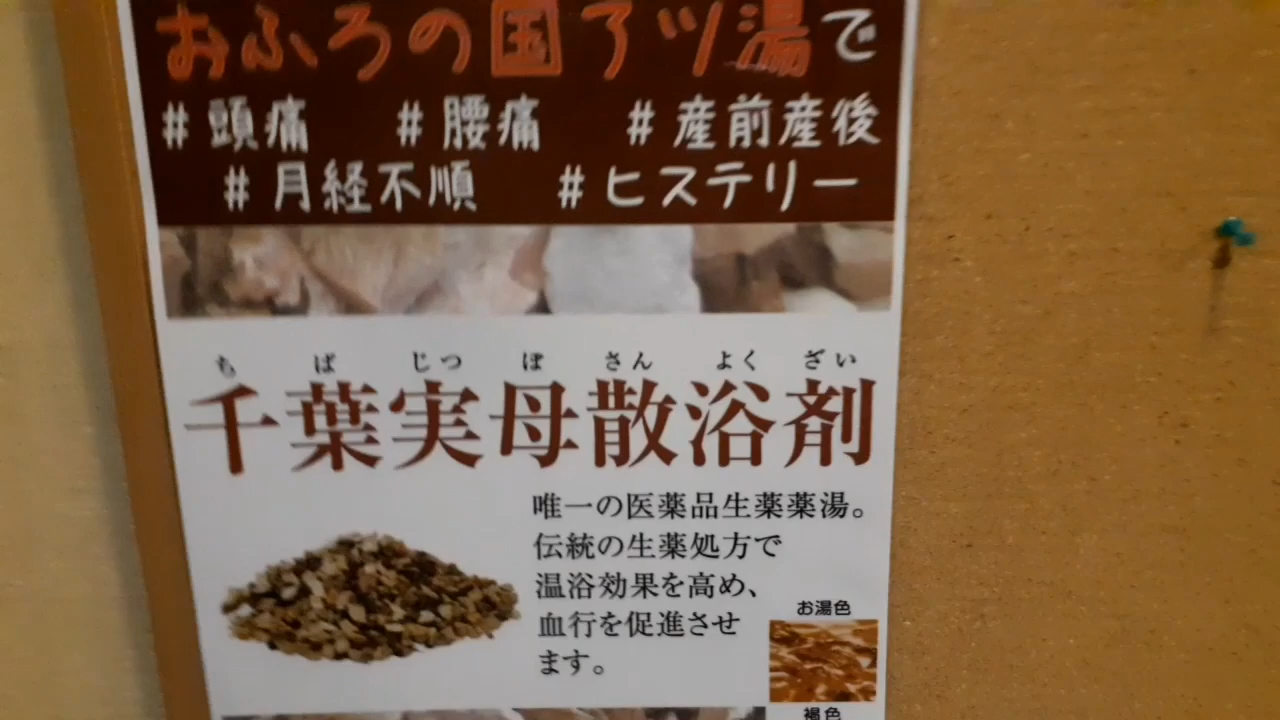 おふろの国アツ湯で
#頭痛 #腰痛 #産前産後
#月経不順 #ヒステリー
ちばじつぼさんよくざい
千葉実母散浴剤
唯一の医薬品生薬薬湯。
伝統の生薬処方で
温浴効果を高め、
血行を促進させ
ます。
お湯色
褐色